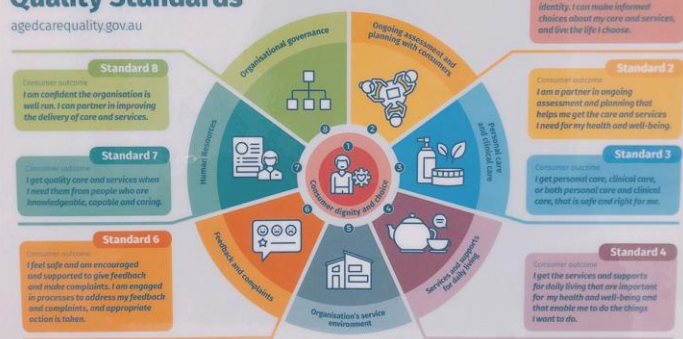 Quality Standards
agedcarequality.gov.au
identity. I can make informed
choices about my care and services,
and live the life I choose.
Standard 8
Consumer outcome
I am confident the organisation is
well run. I can partner in improving
the delivery of care and services.
Standard 7
Consumer outcome
I get quality care and services when
I need them from people who are
knowledgeable, capable and caring.
Standard 6
Consumer outcome
I feel safe and am encouraged
and supported to give feedback
and make complaints. I am engaged
in processes to address my feedback
and complaints, and appropriate
action is taken.
Organisational governance
8
Ongoing assessment and
planning with consumers
2
Human Resources
7
1
Consumer dignity and choice
Personal care
and clinical care
3
Feedback and complaints
6
Organisation's service
environment
5
Services and supports
for daily living
4
Standard 2
Consumer outcome
I am a partner in ongoing
assessment and planning that
helps me get the care and services
I need for my health and well-being.
Standard 3
Consumer outcome
I get personal care, clinical care,
or both personal care and clinical
care, that is safe and right for me.
Standard 4
Consumer outcome
I get the services and supports
for daily living that are important
for my health and well-being and
that enable me to do the things
I want to do.